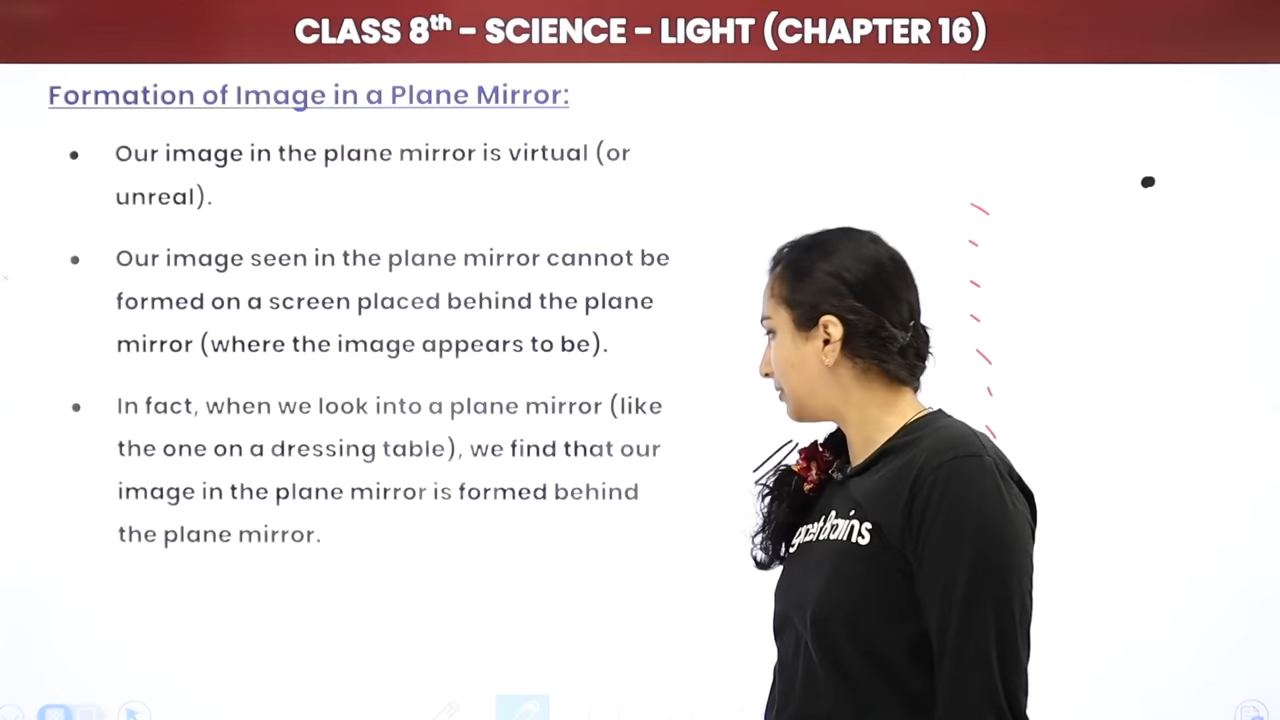 CLASS 8th – SCIENCE – LIGHT (CHAPTER 16)
Formation of Image in a Plane Mirror:
• Our image in the plane mirror is virtual (or
unreal).
• Our image seen in the plane mirror cannot be
formed on a screen placed behind the plane
mirror (where the image appears to be).
• In fact, when we look into a plane mirror (like
the one on a dressing table), we find that our
image in the plane mirror is formed behind
the plane mirror.